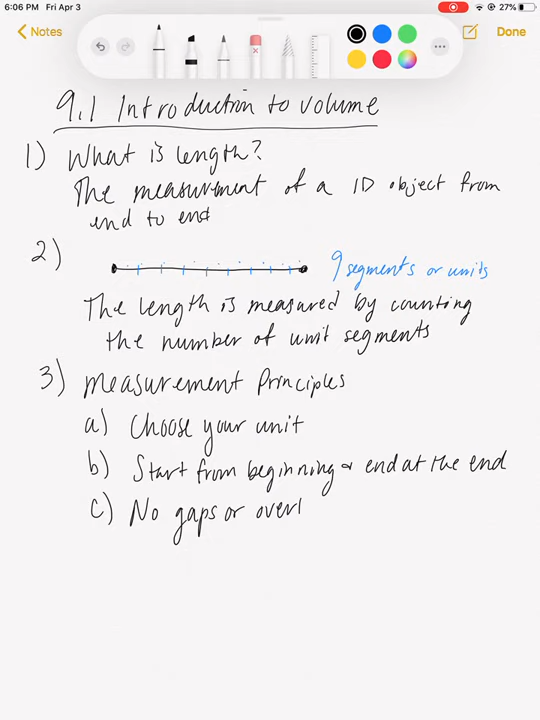 6:06 PM Fri Apr 3
27%
Notes
Done
9.1 Introduction to volume
1) What is length?
The measurement of a 1D object from
end to end
2)
9 segments or units
The length is measured by counting
the number of unit segments
3) Measurement Principles
a) Choose your unit
b) Start from beginning & end at the end
c) No gaps or overl